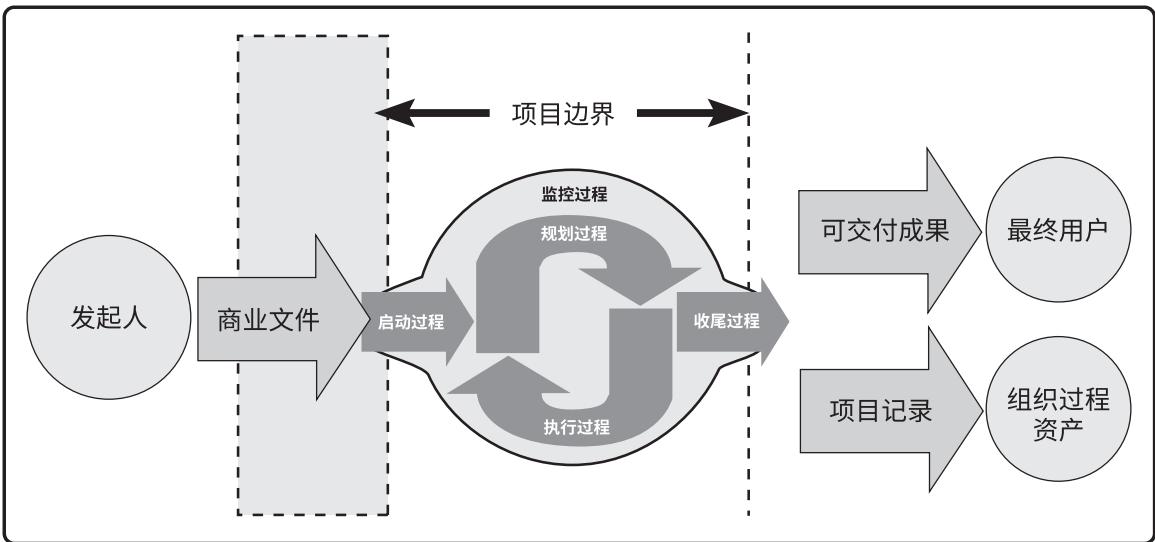 项目边界
监控过程
规划过程
发起人
商业文件
启动过程
收尾过程
执行过程
可交付成果
最终用户
项目记录
组织过程
资产